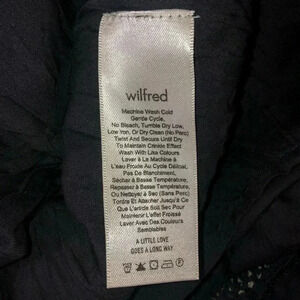 wilfred
Machine Wash Cold
Gentle Cycle,
No Bleach, Tumble Dry Low,
Low Iron, Or Dry Clean (No Perc)
Twist And Secure Until Dry
To Maintain Crinkle Effect
Wash With Like Colours
Laver À La Machine À
L'eau Froide Au Cycle Délicat,
Pas De Blanchiment,
Sécher À Basse Température,
Repasser À Basse Température,
Ou Nettoyer À Sec (Sans Perc)
Tordre Et Attacher Jusqu'À Ce
Que L'article Soit Sec Pour
Maintenir L'effet Froissé
Laver Avec Des Couleurs
Semblables
A LITTLE LOVE
GOES A LONG WAY